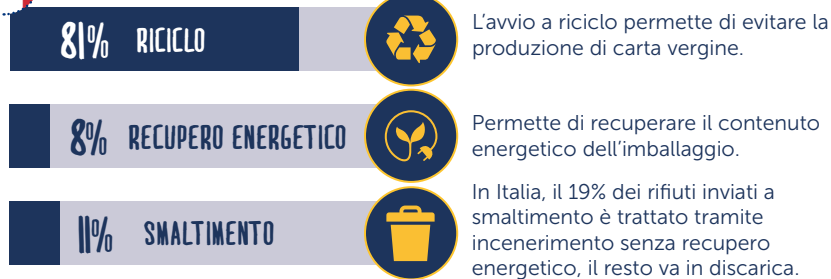 81% RICICLO
L'avvio a riciclo permette di evitare la
produzione di carta vergine.
8% RECUPERO ENERGETICO
Permette di recuperare il contenuto
energetico dell'imballaggio.
11% SMALTIMENTO
In Italia, il 19% dei rifiuti inviati a
smaltimento è trattato tramite
incenerimento senza recupero
energetico, il resto va in discarica.